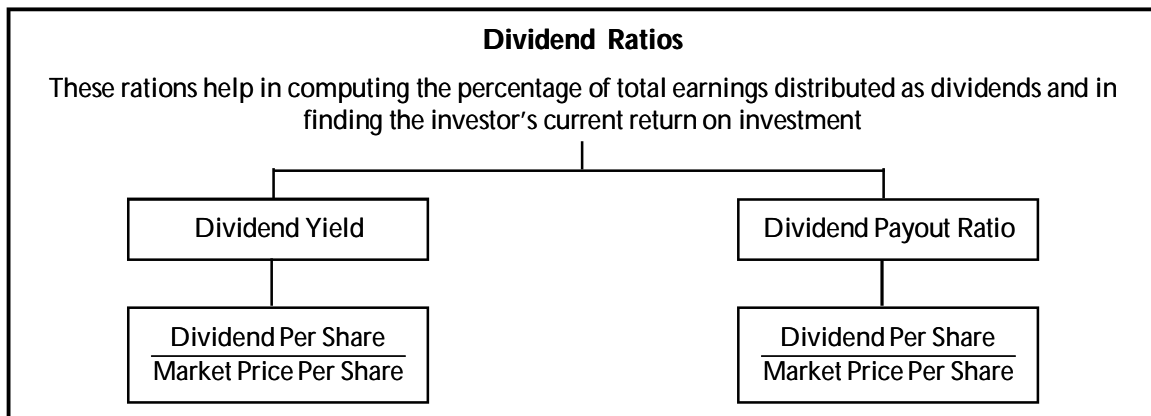 Dividend Ratios
These rations help in computing the percentage of total earnings distributed as dividends and in
finding the investor's current return on investment
Dividend Yield
Dividend Payout Ratio
Dividend Per Share
Market Price Per Share
Dividend Per Share
Market Price Per Share